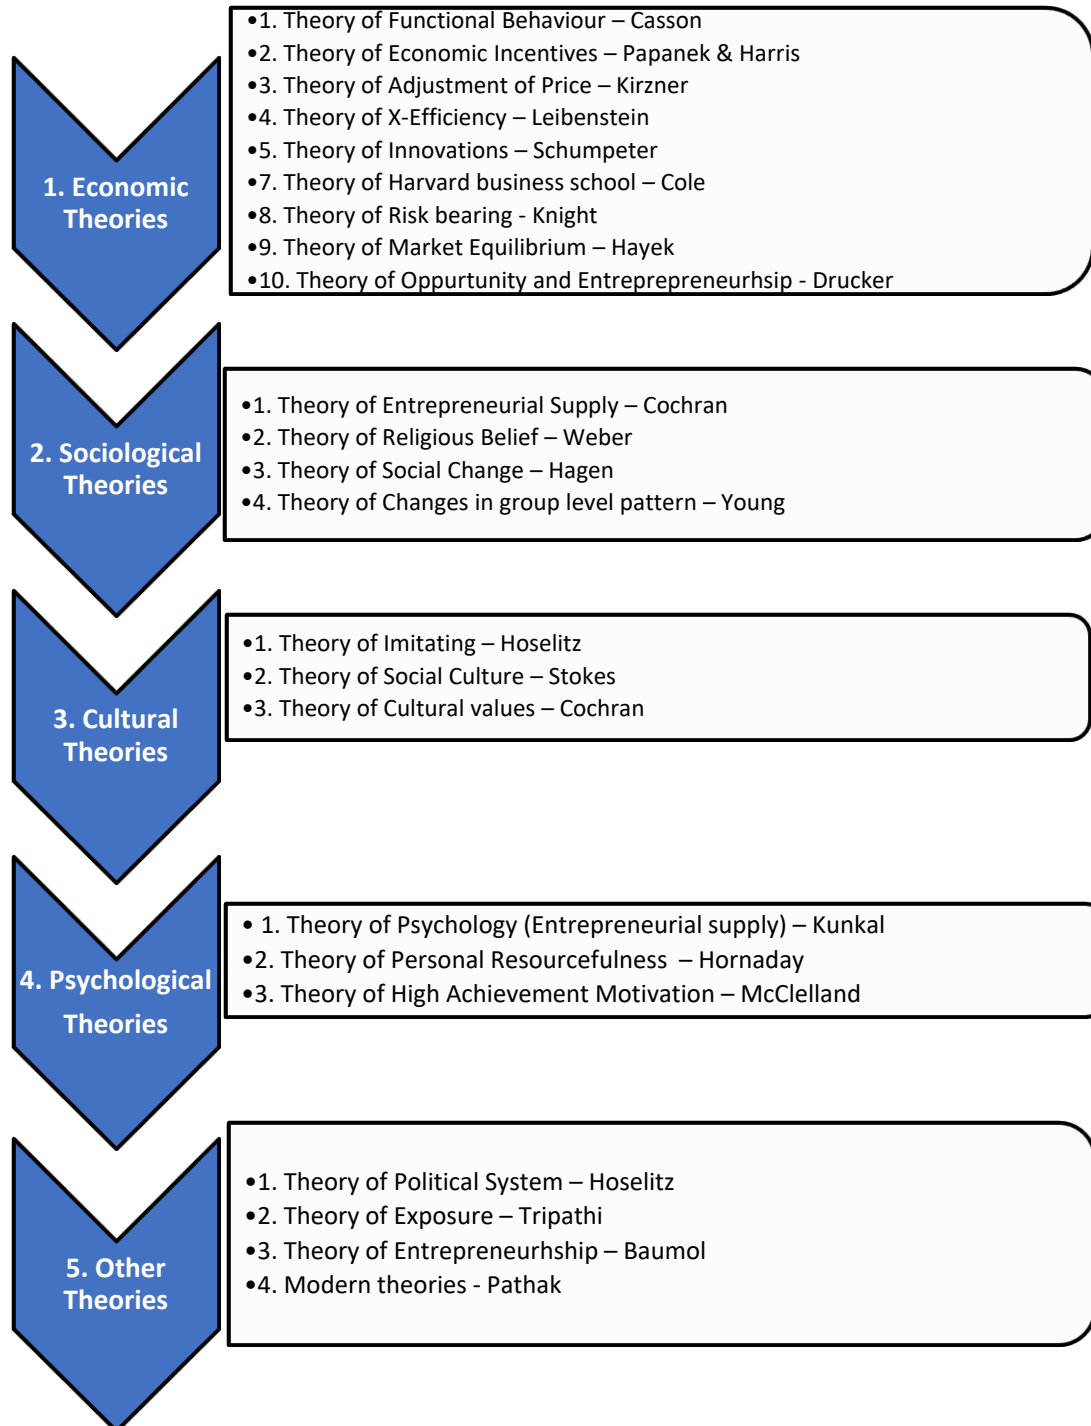 1. Economic
Theories
•1. Theory of Functional Behaviour – Casson
•2. Theory of Economic Incentives – Papanek & Harris
•3. Theory of Adjustment of Price – Kirzner
•4. Theory of X-Efficiency – Leibenstein
•5. Theory of Innovations – Schumpeter
•7. Theory of Harvard business school – Cole
•8. Theory of Risk bearing - Knight
•9. Theory of Market Equilibrium – Hayek
•10. Theory of Oppurtunity and Entreprepreneurhsip - Drucker
2. Sociological
Theories
•1. Theory of Entrepreneurial Supply – Cochran
•2. Theory of Religious Belief – Weber
•3. Theory of Social Change – Hagen
•4. Theory of Changes in group level pattern – Young
3. Cultural
Theories
•1. Theory of Imitating – Hoselitz
•2. Theory of Social Culture – Stokes
•3. Theory of Cultural values – Cochran
4. Psychological
Theories
• 1. Theory of Psychology (Entrepreneurial supply) – Kunkal
•2. Theory of Personal Resourcefulness – Hornaday
•3. Theory of High Achievement Motivation – McClelland
5. Other
Theories
•1. Theory of Political System – Hoselitz
•2. Theory of Exposure – Tripathi
•3. Theory of Entrepreneurhship – Baumol
•4. Modern theories - Pathak